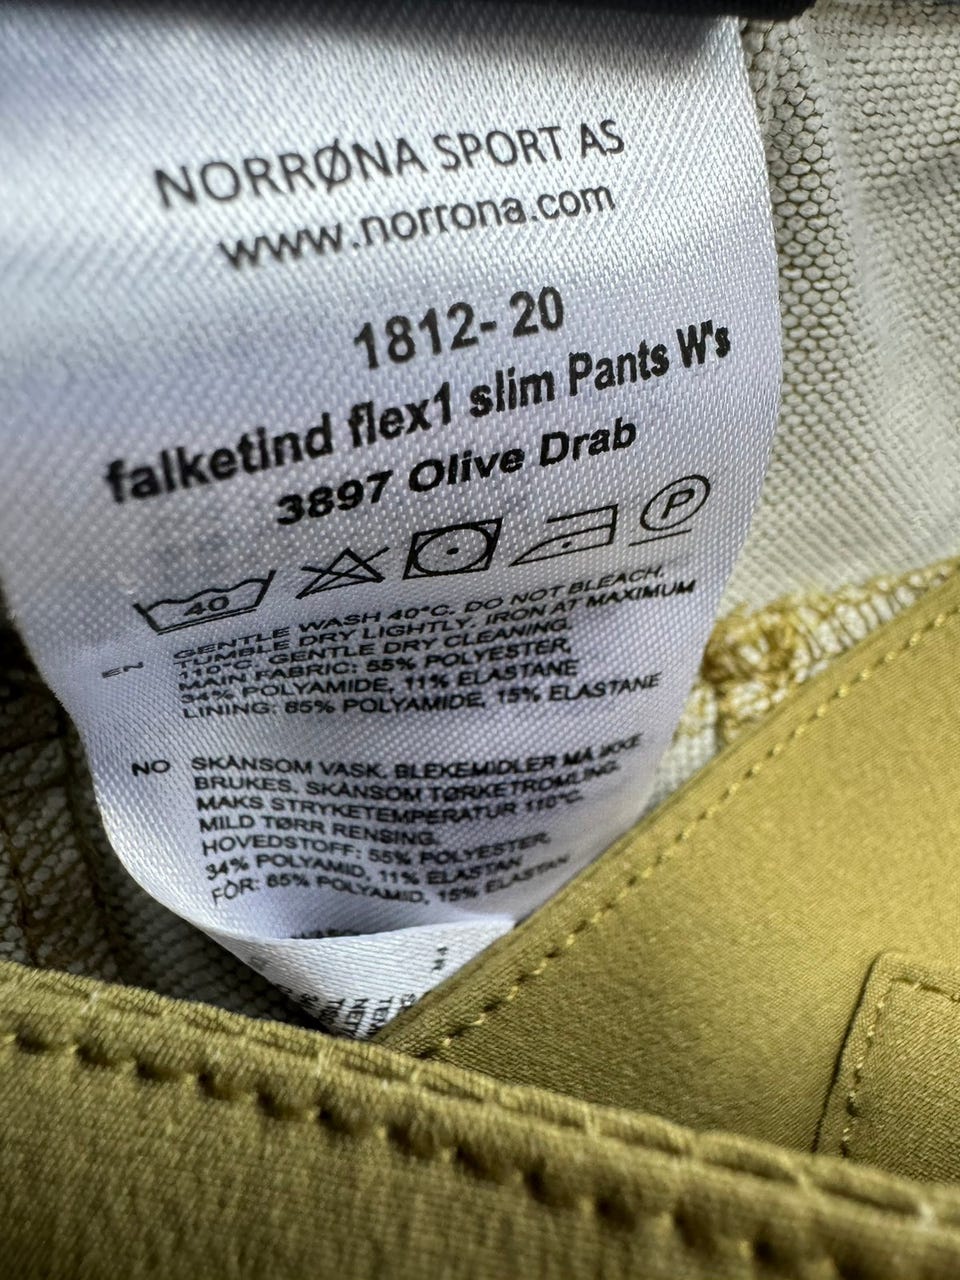 NORRØNA SPORT AS
www.norrona.com
1812- 20
falketind flex1 slim Pants W's
3897 Olive Drab
40 P
EN GENTLE WASH 40°C. DO NOT BLEACH.
TUMBLE DRY LIGHTLY. IRON AT MAXIMUM
110°C. GENTLE DRY CLEANING.
MAIN FABRIC: 55% POLYESTER,
34% POLYAMIDE, 11% ELASTANE
LINING: 85% POLYAMIDE, 15% ELASTANE
NO SKÅNSOM VASK. BLEKEMIDLER MÅ IKKE
BRUKES. SKÅNSOM TØRKETROMLING.
MAKS STRYKETEMPERATUR 110°C.
MILD TØRR RENSING.
HOVEDSTOFF: 55% POLYESTER,
34% POLYAMID, 11% ELASTAN
FÔR: 85% POLYAMID, 15% ELASTAN